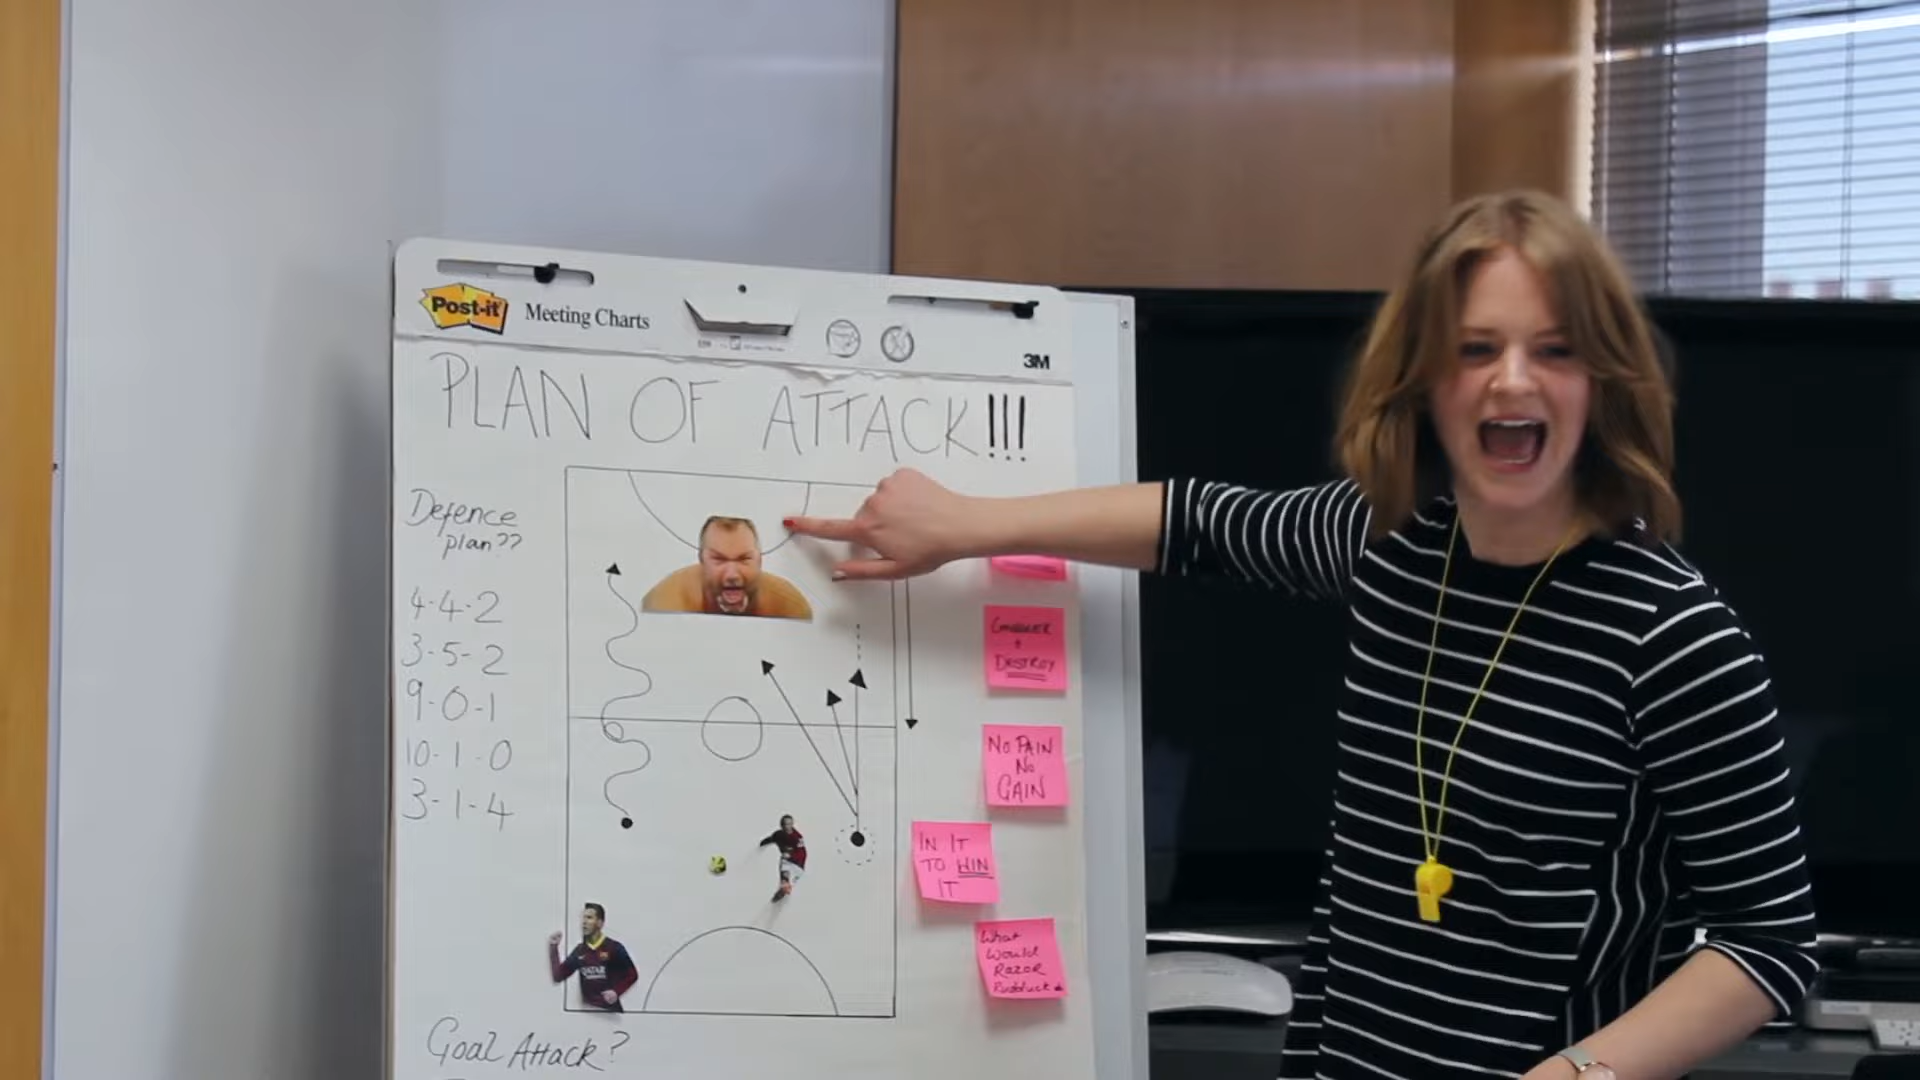 Post-it
Meeting Charts
3M
PLAN OF ATTACK!!!
Defence
plan??
4-4-2
3-5-2
9-0-1
10-1-0
3-1-4
CONQUER
+
DESTROY
NO PAIN
NO
GAIN
IN IT
TO WIN
IT
What
Would
Razor
Ruddock
QATAR
Goal Attack?